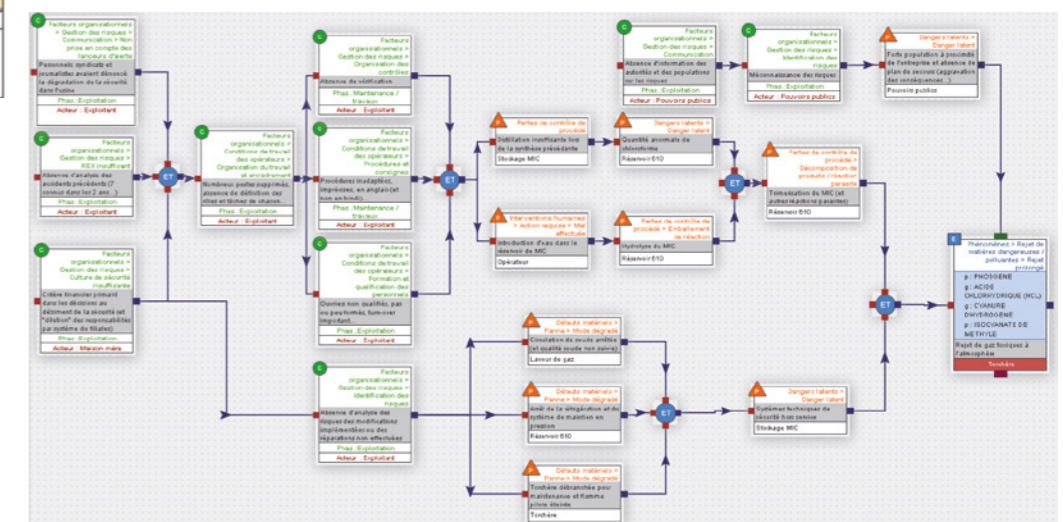 Facteurs
organisationnels
> Gestion des risques >
Communication > Non
prise en compte des
lanceurs d'alerte
Personnels, syndicats et
journalistes avaient dénoncé
la dégradation de la sécurité
dans l'usine
Phas :Exploitation
Acteur : Exploitant
Facteurs
organisationnels >
Gestion des risques >
REX insuffisant
Absence d'analyse des
accidents précédents (7
connus dans les 2 ans...)
Phas :Exploitation
Acteur : Exploitant
Facteurs
organisationnels >
Gestion des risques >
Culture de sécurité
insuffisante
Critère financier primant
dans les décisions au
détriment de la sécurité (et
"dilution" des responsabilités
par système de filiales)
Phas :Exploitation
Acteur : Maison mère
ET
Facteurs
organisationnels >
Conditions de travail
des opérateurs >
Organisation du travail
et encadrement
Nombreux postes supprimés,
absence de définition des
rôles et tâches de chacun...
Phas :Exploitation
Acteur : Exploitant
Facteurs
organisationnels >
Gestion des risques >
Organisation des
contrôles
Absence de vérification
Phas :Maintenance /
travaux
Acteur : Exploitant
Facteurs
organisationnels >
Conditions de travail
des opérateurs >
Procédures et
consignes
Procédures inadaptées,
imprécises, en anglais (et
non en hindi)...
Phas :Maintenance /
travaux
Acteur : Exploitant
Facteurs
organisationnels >
Conditions de travail
des opérateurs >
Formation et
qualification des
personnels
Ouvriers non qualifiés, pas
ou peu formés, turn-over
important.
Phas :Exploitation
Acteur : Exploitant
Facteurs
organisationnels >
Gestion des risques >
Identification des
risques
Absence d'analyse des
risques des modifications
implémentées ou des
réparations non effectuées
Phas :Exploitation
Acteur : Exploitant
ET
Pertes de contrôle de
procédé
Distillation insuffisante lors
de la synthèse précédante
Stockage MIC
Interventions humaines
> Action requise > Mal
effectuée
Introduction d'eau dans le
réservoir de MIC
Opérateur
Dangers latents >
Danger latent
Quantité anormale de
chloroforme
Réservoir 610
Pertes de contrôle de
procédé > Emballement
de réaction
Hydrolyse du MIC
Réservoir 610
ET
Pertes de contrôle de
procédé >
Décomposition de
produits / réaction
parasite
Trimérisation du MIC (et
autres réactions parasites)
Réservoir 610
Facteurs
organisationnels >
Gestion des risques >
Communication
Absence d'information des
autorités et des populations
sur les risques
Phas :Exploitation
Acteur : Pouvoirs publics
Facteurs
organisationnels >
Gestion des risques >
Identification des
risques
Méconnaissance des risques
Phas :Exploitation
Acteur : Pouvoirs publics
Dangers latents >
Danger latent
Forte population à proximité
de l'entreprise et absence de
plan de secours (aggravation
des conséquences...)
Pouvoirs publics
Défauts matériels >
Panne > Mode dégradé
Circulation de soude arrêtée
(et qualité soude non suivie)
Laveur de gaz
Défauts matériels >
Panne > Mode dégradé
Arrêt de la réfrigération et du
système de maintien en
pression
Réservoir 610
Défauts matériels >
Panne > Mode dégradé
Torchère débranchée pour
maintenance et flamme
pilote éteinte
Torchère
ET
Dangers latents >
Danger latent
Systèmes techniques de
sécurité hors service
Stockage MIC
ET
Phénomènes > Rejet de
matières dangereuses /
polluantes > Rejet
prolongé
p : PHOSGENE
g : ACIDE
CHLORHYDRIQUE (HCL)
g : CYANURE
D'HYDROGENE
p : ISOCYANATE DE
METHYLE
Rejet de gaz toxiques à
l'atmosphère
Torchère